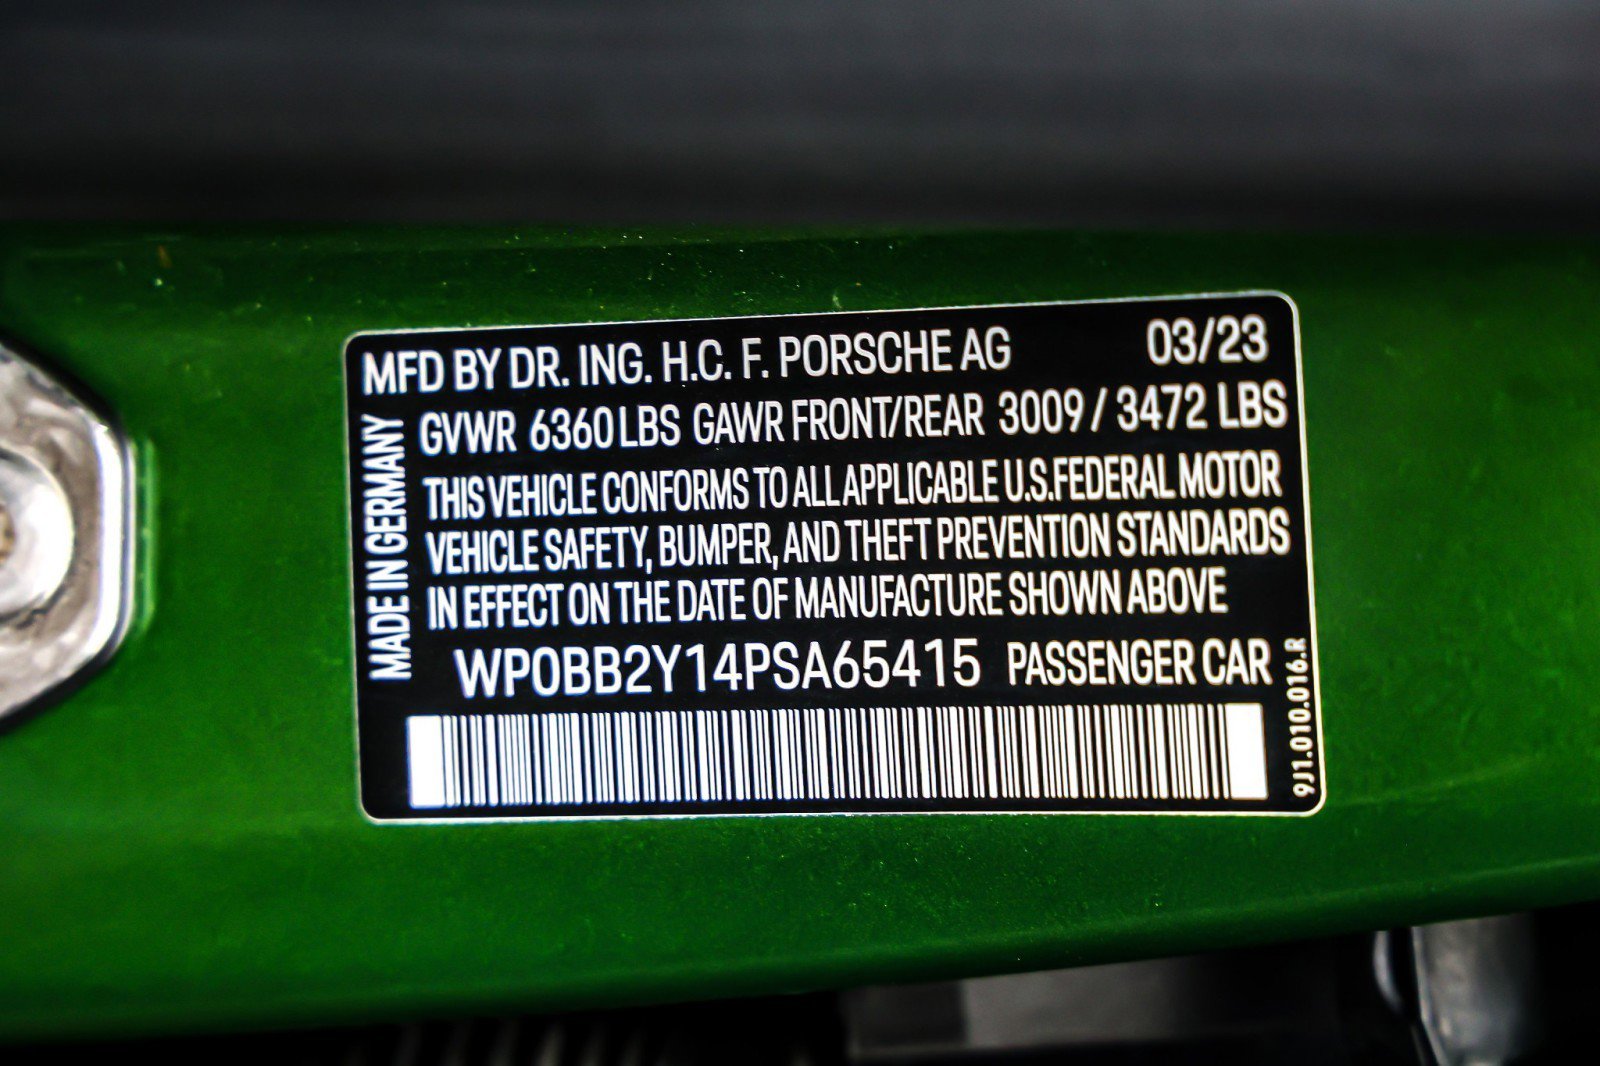 MFD BY DR. ING. H.C. F. PORSCHE AG 03/23
GVWR 6360 LBS GAWR FRONT/REAR 3009 / 3472 LBS
THIS VEHICLE CONFORMS TO ALL APPLICABLE U.S.FEDERAL MOTOR
VEHICLE SAFETY, BUMPER, AND THEFT PREVENTION STANDARDS
IN EFFECT ON THE DATE OF MANUFACTURE SHOWN ABOVE
WP0BB2Y14PSA65415 PASSENGER CAR
MADE IN GERMANY
9J1.010.016.R